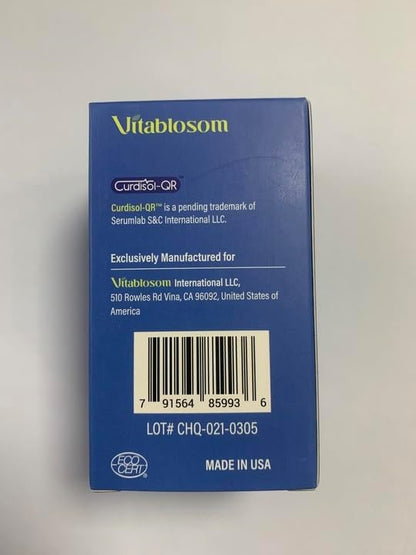 Vitablosom
Curdisol-QR™
Curdisol-QR™ is a pending trademark of
Serumlab S&C International LLC.
Exclusively Manufactured for
Vitablosom International LLC,
510 Rowles Rd Vina, CA 96092, United States of
America
7 91564 85993 6
LOT# CHQ-021-0305
ECO
CERT®
MADE IN USA